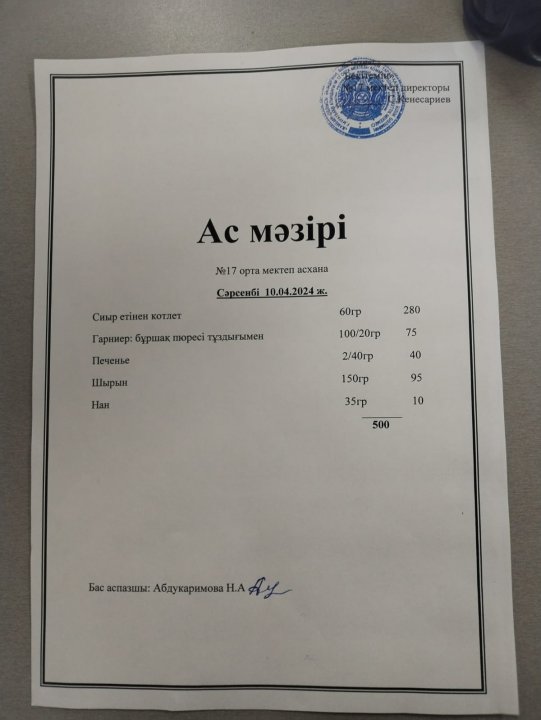 Бекітемін
№17 мектеп директоры
С.Кенесариев
Ас мәзірі
№17 орта мектеп асхана
Сәрсенбі 10.04.2024 ж.
Сиыр етінен котлет 60гр 280
Гарниер: бұршақ пюресі тұздығымен 100/20гр 75
Печенье 2/40гр 40
Шырын 150гр 95
Нан 35гр 10
500
Бас аспазшы: Абдукаримова Н.А